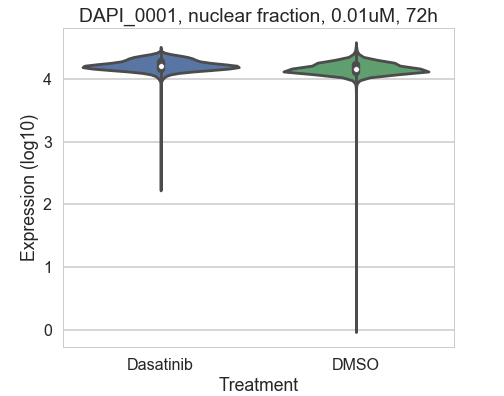 DAPI_0001, nuclear fraction, 0.01uM, 72h
Expression (log10)
4
3
2
1
0
Dasatinib DMSO
Treatment